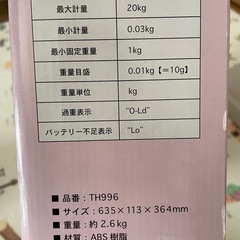 最大計量 20kg
最小計量 0.03kg
最小固定重量 1kg
重量目盛 0.01kg【=10g】
重量単位 kg
過重表示 “O-Ld”
バッテリー不足表示 “Lo”
■品番：TH996
■サイズ：635×113×364mm
■重量：約2.6kg
■材質：ABS樹脂